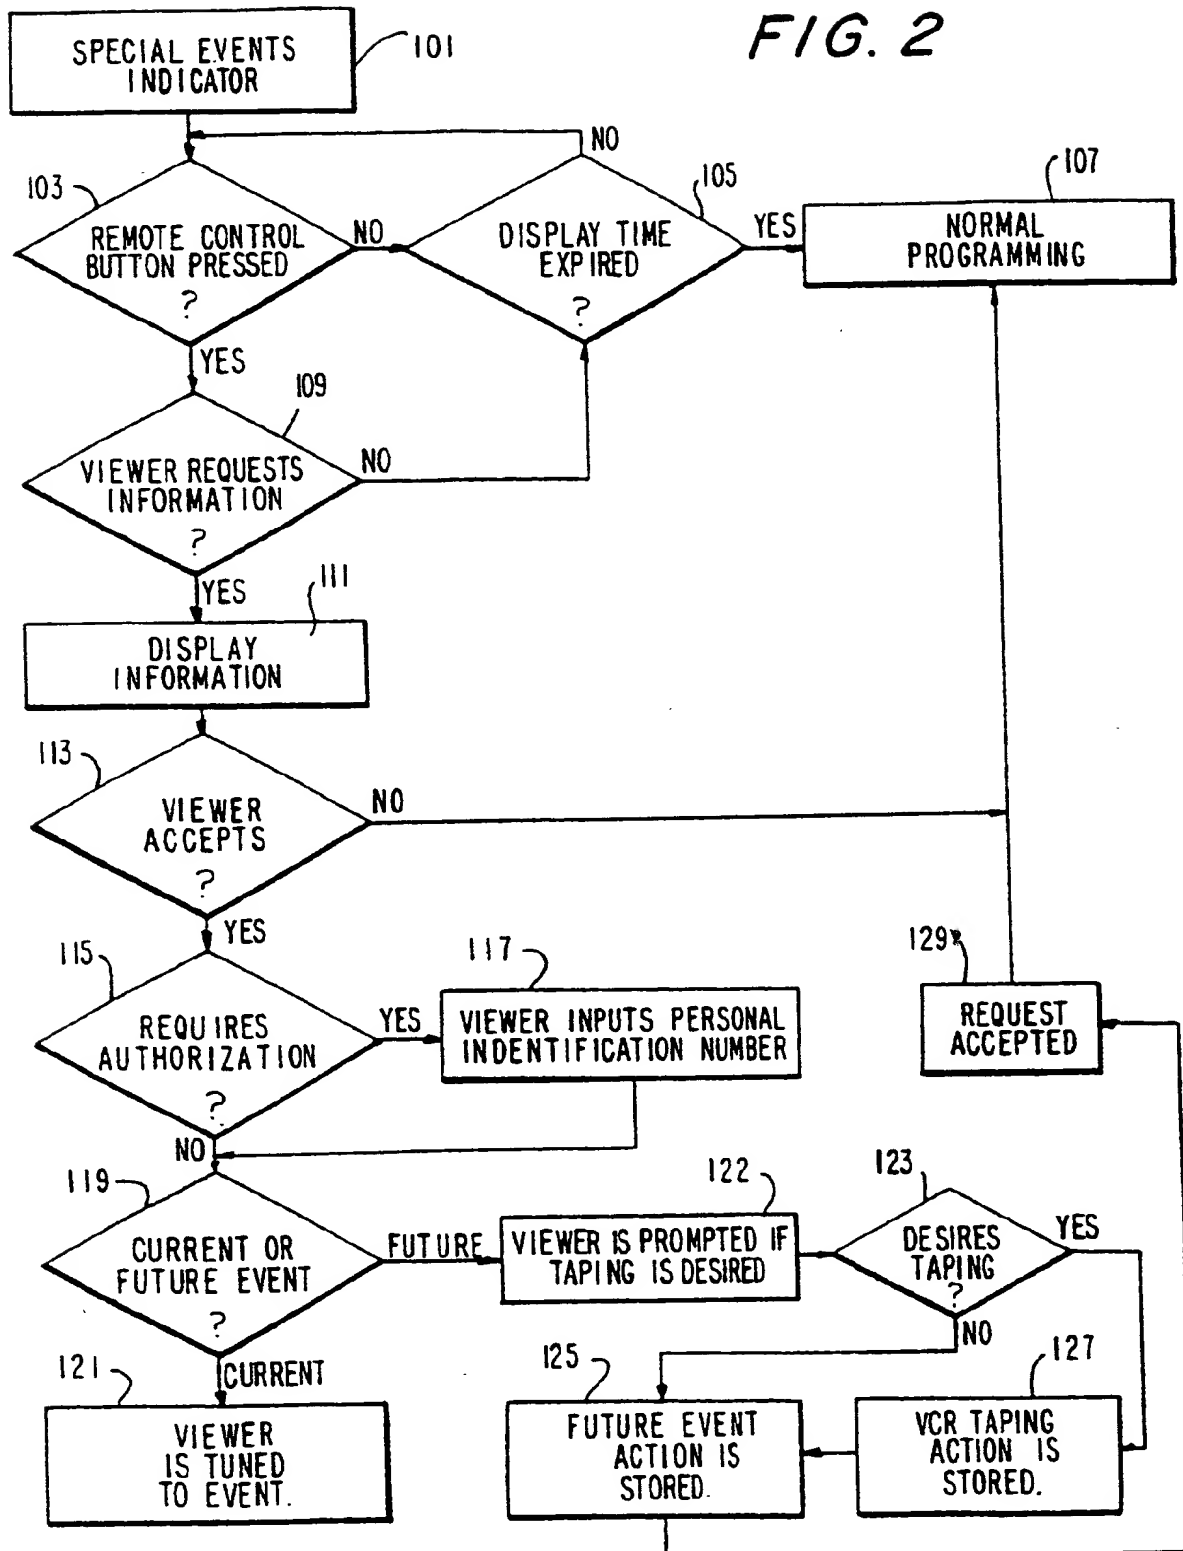 FIG. 2
SPECIAL EVENTS
INDICATOR
101
NO
103
REMOTE CONTROL
BUTTON PRESSED
?
NO
105
DISPLAY TIME
EXPIRED
?
YES
107
NORMAL
PROGRAMMING
YES
109
VIEWER REQUESTS
INFORMATION
?
NO
YES
111
DISPLAY
INFORMATION
113
VIEWER
ACCEPTS
?
NO
YES
115
REQUIRES
AUTHORIZATION
?
YES
117
VIEWER INPUTS PERSONAL
INDENTIFICATION NUMBER
129
REQUEST
ACCEPTED
NO
119
CURRENT OR
FUTURE EVENT
?
FUTURE
122
VIEWER IS PROMPTED IF
TAPING IS DESIRED
123
DESIRES
TAPING
?
YES
NO
CURRENT
121
VIEWER
IS TUNED
TO EVENT.
125
FUTURE EVENT
ACTION IS
STORED.
127
VCR TAPING
ACTION IS
STORED.